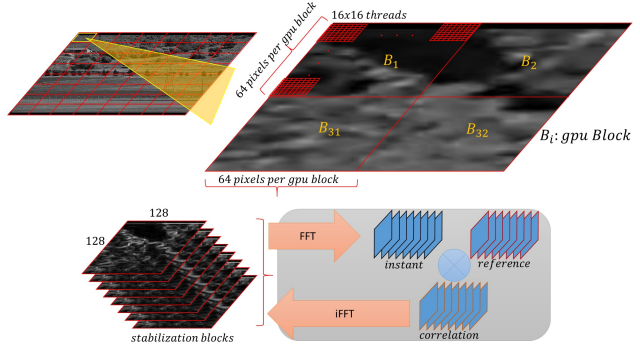 16x16 threads
64 pixels per gpu block
B1
B2
B31
B32
Bi: gpu Block
64 pixels per gpu block
128
128
FFT
instant
reference
iFFT
stabilization blocks
correlation